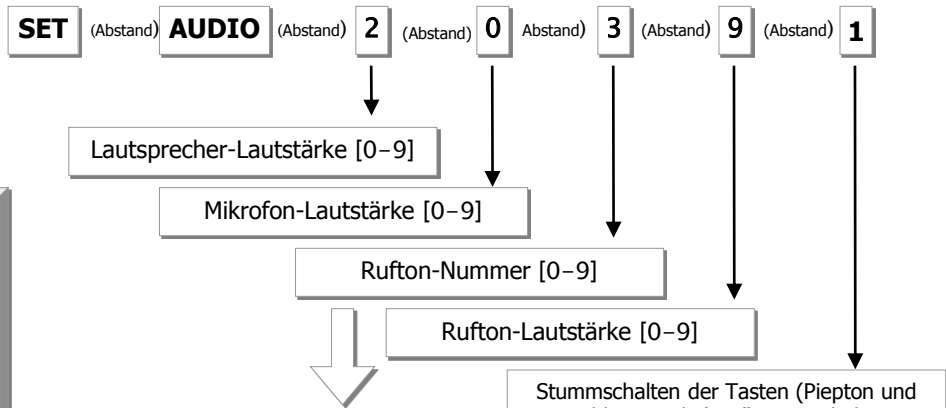 SET (Abstand) AUDIO (Abstand) 2 (Abstand) 0 Abstand) 3 (Abstand) 9 (Abstand) 1
Lautsprecher-Lautstärke [0–9]
Mikrofon-Lautstärke [0–9]
Rufton-Nummer [0–9]
Rufton-Lautstärke [0–9]
Stummschalten der Tasten (Piepton und